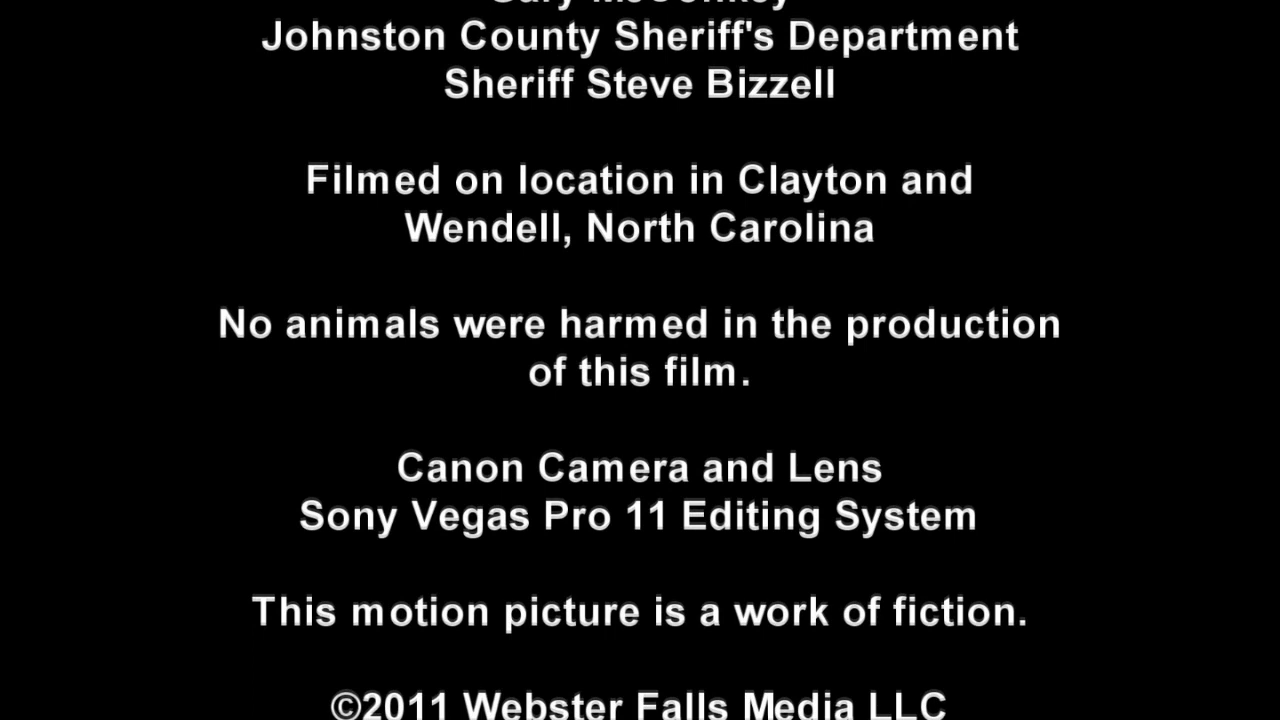 Johnston County Sheriff's Department
Sheriff Steve Bizzell
Filmed on location in Clayton and
Wendell, North Carolina
No animals were harmed in the production
of this film.
Canon Camera and Lens
Sony Vegas Pro 11 Editing System
This motion picture is a work of fiction.
©2011 Webster Falls Media LLC